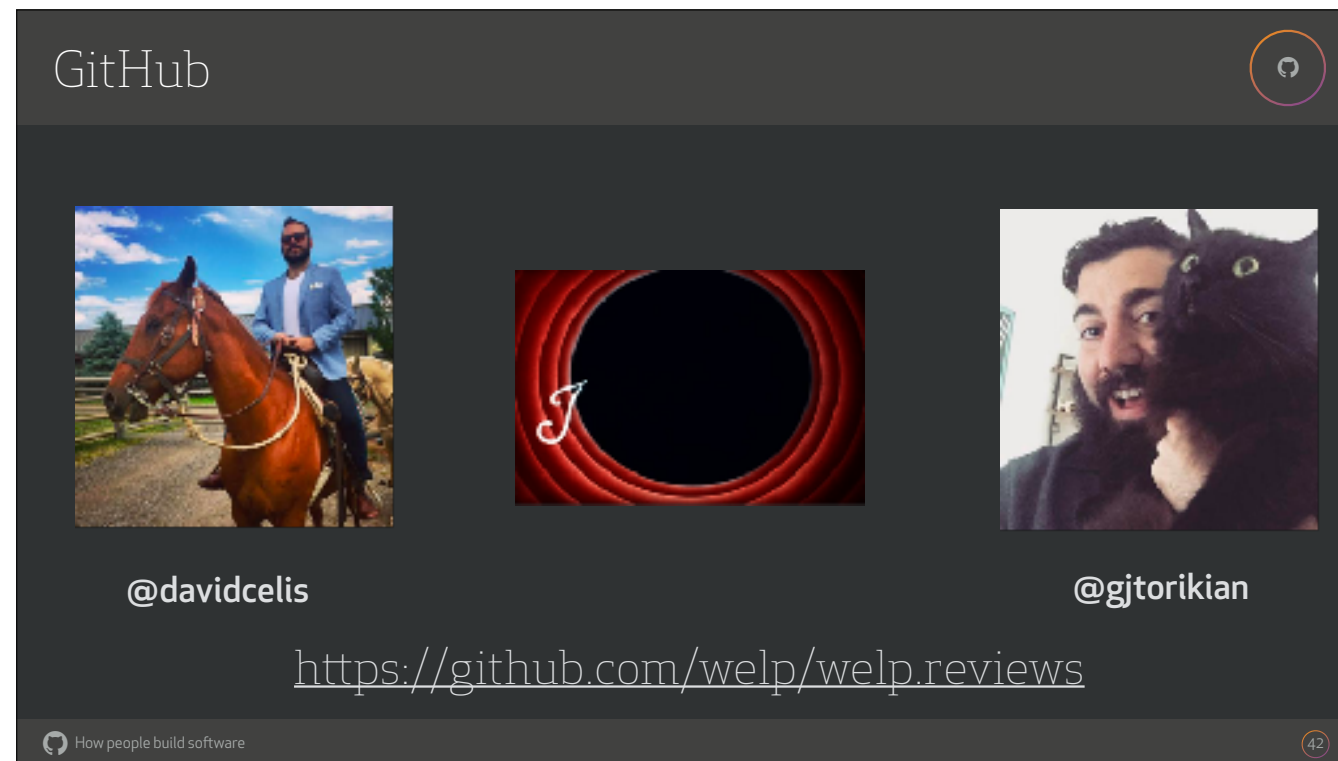 GitHub
J
@davidcelis
@gjtorikian
https://github.com/welp/welp.reviews
How people build software
42